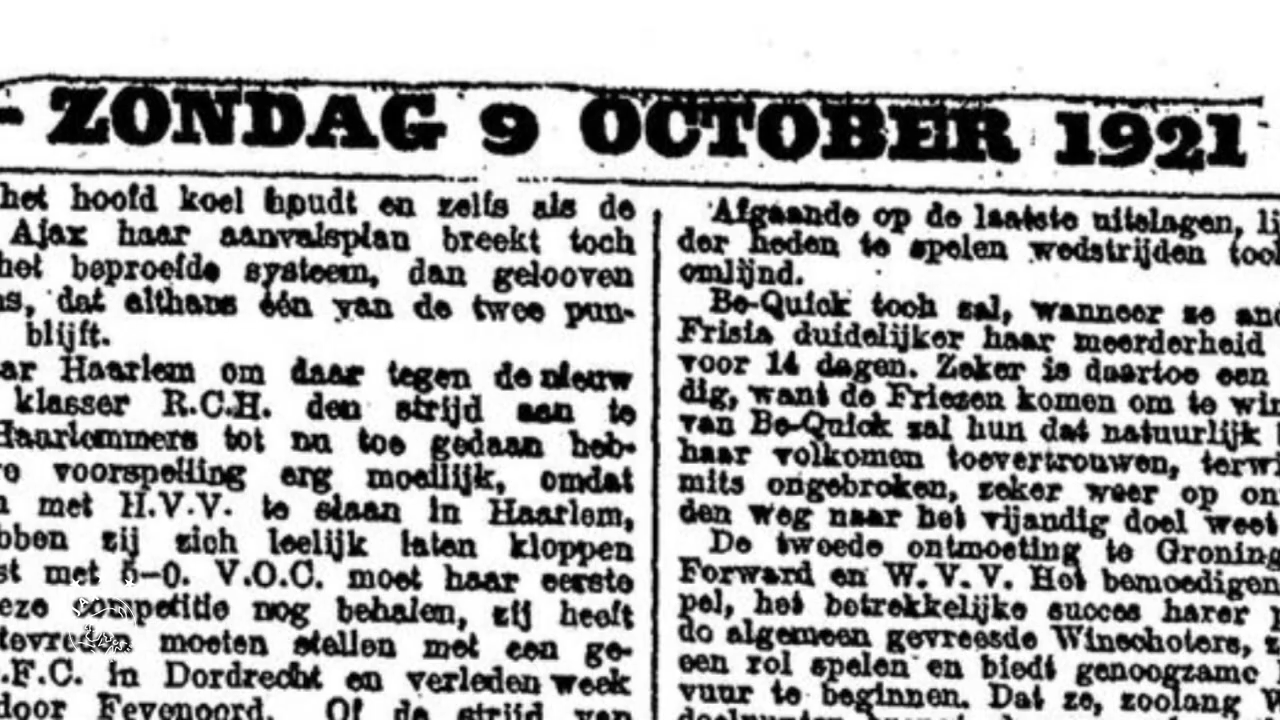 - ZONDAG 9 OCTOBER 1921
het hoofd koel houdt en zelfs als de
Ajax haar aanvalsplan breekt toch
het beproefde systeem, dan gelooven
dat althans één van de twee pun-
blijft.
Haarlem om daar tegen de nieuw
klasser R.C.H. den strijd aan te
Haarlemmers tot nu toe gedaan heb-
voorspelling erg moeilijk, omdat
met H.V.V. te slaan in Haarlem,
zij zich leelijk laten kloppen
met 5-0. V.O.C. moet haar eerste
competitie nog behalen, zij heeft
moeten stellen met een ge-
.F.C. in Dordrecht en verleden week
door Feyenoord. Of de strijd van
Afgaande op de laatste uitslagen, li
der heden te spelen wedstrijden
omlijnd.
Be-Quick toch zal, wanneer ze
Frisia duidelijker haar meerderheid
voor 14 dagen. Zeker is daartoe een
dig, want de Friezen komen om te
van Be-Quick zal hun dat natuurlijk
haar volkomen toevertrouwen,
mits ongebroken, zeker weer op
den weg naar het vijandig doel weet
De tweede ontmoeting te
Forward en W.V.V. Het
pel, het betrekkelijke succes harer
de algemeen gevreesde Winschoters,
een rol spelen en biedt genoegzame
vuur te beginnen. Dat ze, zoolang